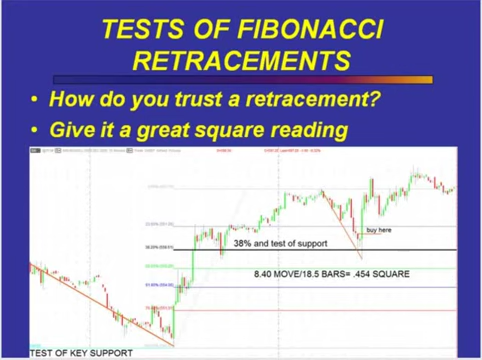 TESTS OF FIBONACCI
RETRACEMENTS
• How do you trust a retracement?
• Give it a great square reading
buy here
38% and test of support
8.40 MOVE/18.5 BARS= .454 SQUARE
TEST OF KEY SUPPORT